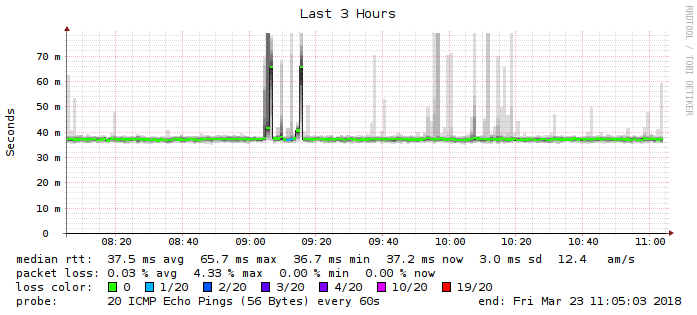 Last 3 Hours
RRDTOOL / TOBI OETIKER
Seconds
70 m
60 m
50 m
40 m
30 m
20 m
10 m
0
08:20 08:40 09:00 09:20 09:40 10:00 10:20 10:40 11:00
median rtt: 37.5 ms avg 65.7 ms max 36.7 ms min 37.2 ms now 3.0 ms sd 12.4 am/s
packet loss: 0.03 % avg 4.33 % max 0.00 % min 0.00 % now
loss color: 0 1/20 2/20 3/20 4/20 10/20 19/20
probe: 20 ICMP Echo Pings (56 Bytes) every 60s end: Fri Mar 23 11:05:03 2018